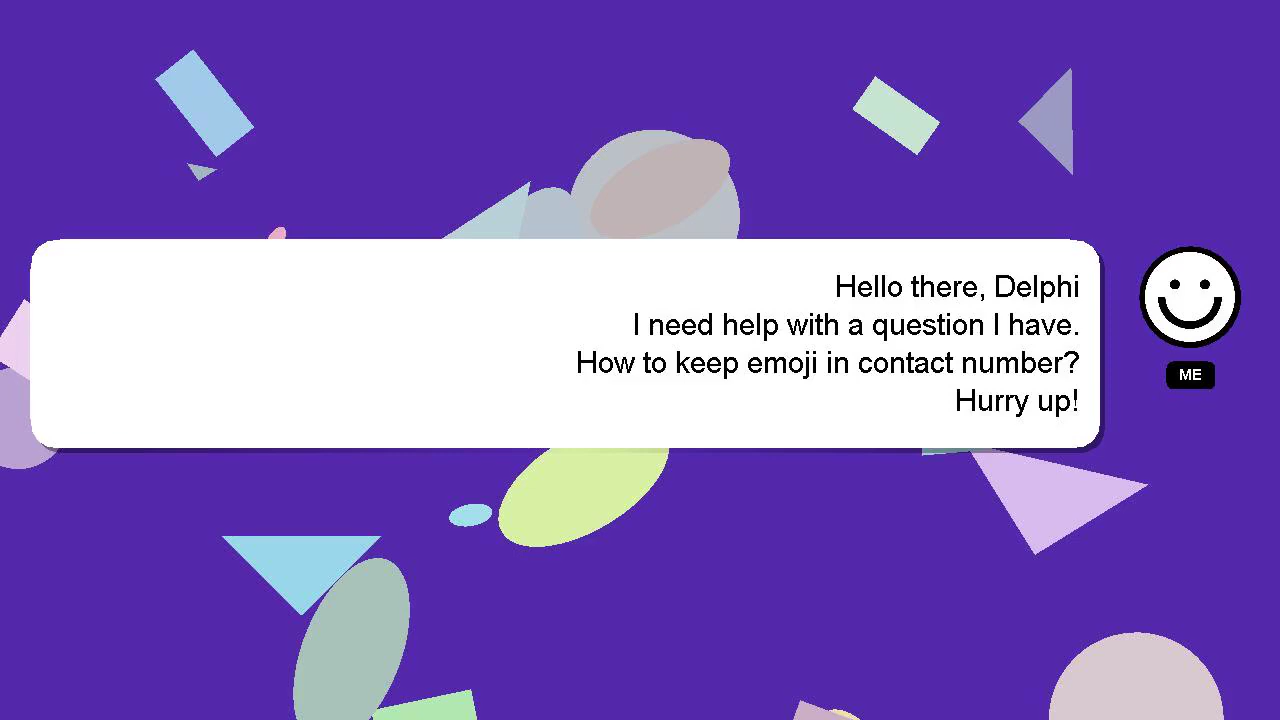 Hello there, Delphi
I need help with a question I have.
How to keep emoji in contact number?
Hurry up!
ME